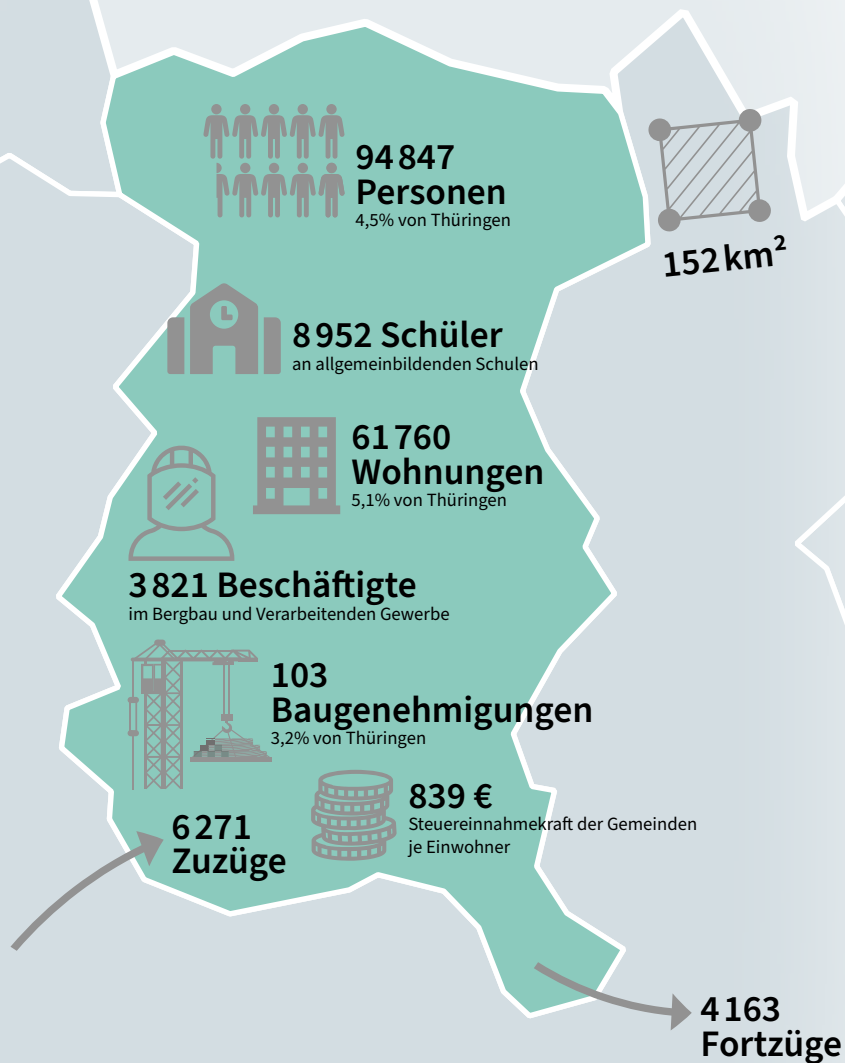 94 847
Personen
4,5% von Thüringen
152 km²
8 952 Schüler
an allgemeinbildenden Schulen
61 760
Wohnungen
5,1% von Thüringen
3 821 Beschäftigte
im Bergbau und Verarbeitenden Gewerbe
103
Baugenehmigungen
3,2% von Thüringen
839 €
Steuereinnahmekraft der Gemeinden
je Einwohner
6 271
Zuzüge
4 163
Fortzüge